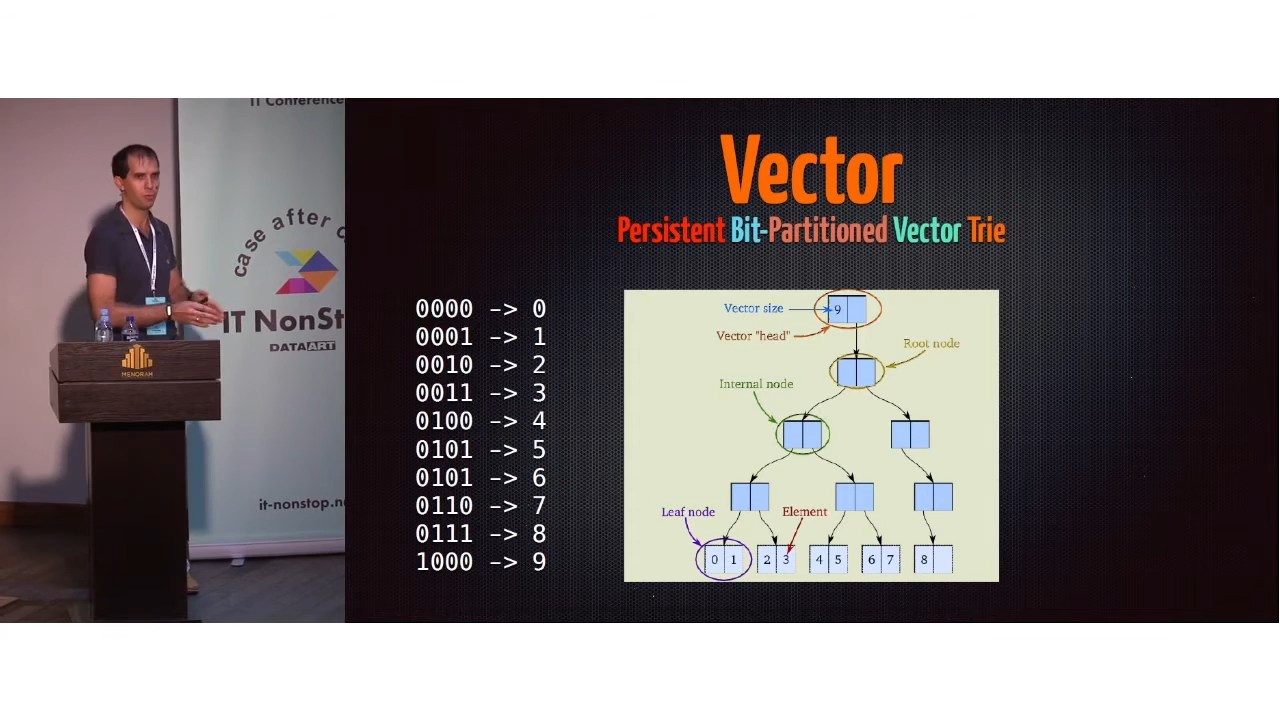 IT Conference
case after
IT NonSt
DATAART
it-nonstop.n
MENORAH
Vector
Persistent Bit-Partitioned Vector Trie
0000 -> 0
0001 -> 1
0010 -> 2
0011 -> 3
0100 -> 4
0101 -> 5
0101 -> 6
0110 -> 7
0111 -> 8
1000 -> 9
Vector size
9
Vector "head"
Root node
Internal node
Leaf node
Element
0 1 2 3 4 5 6 7 8